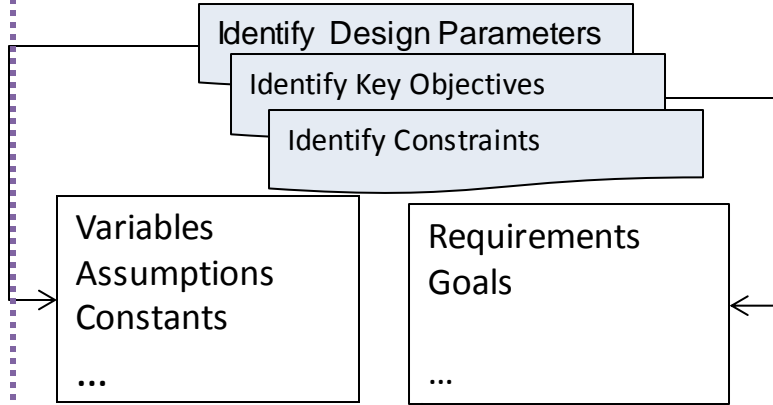 Identify Design Parameters
Identify Key Objectives
Identify Constraints
Variables
Assumptions
Constants
...
Requirements
Goals
...